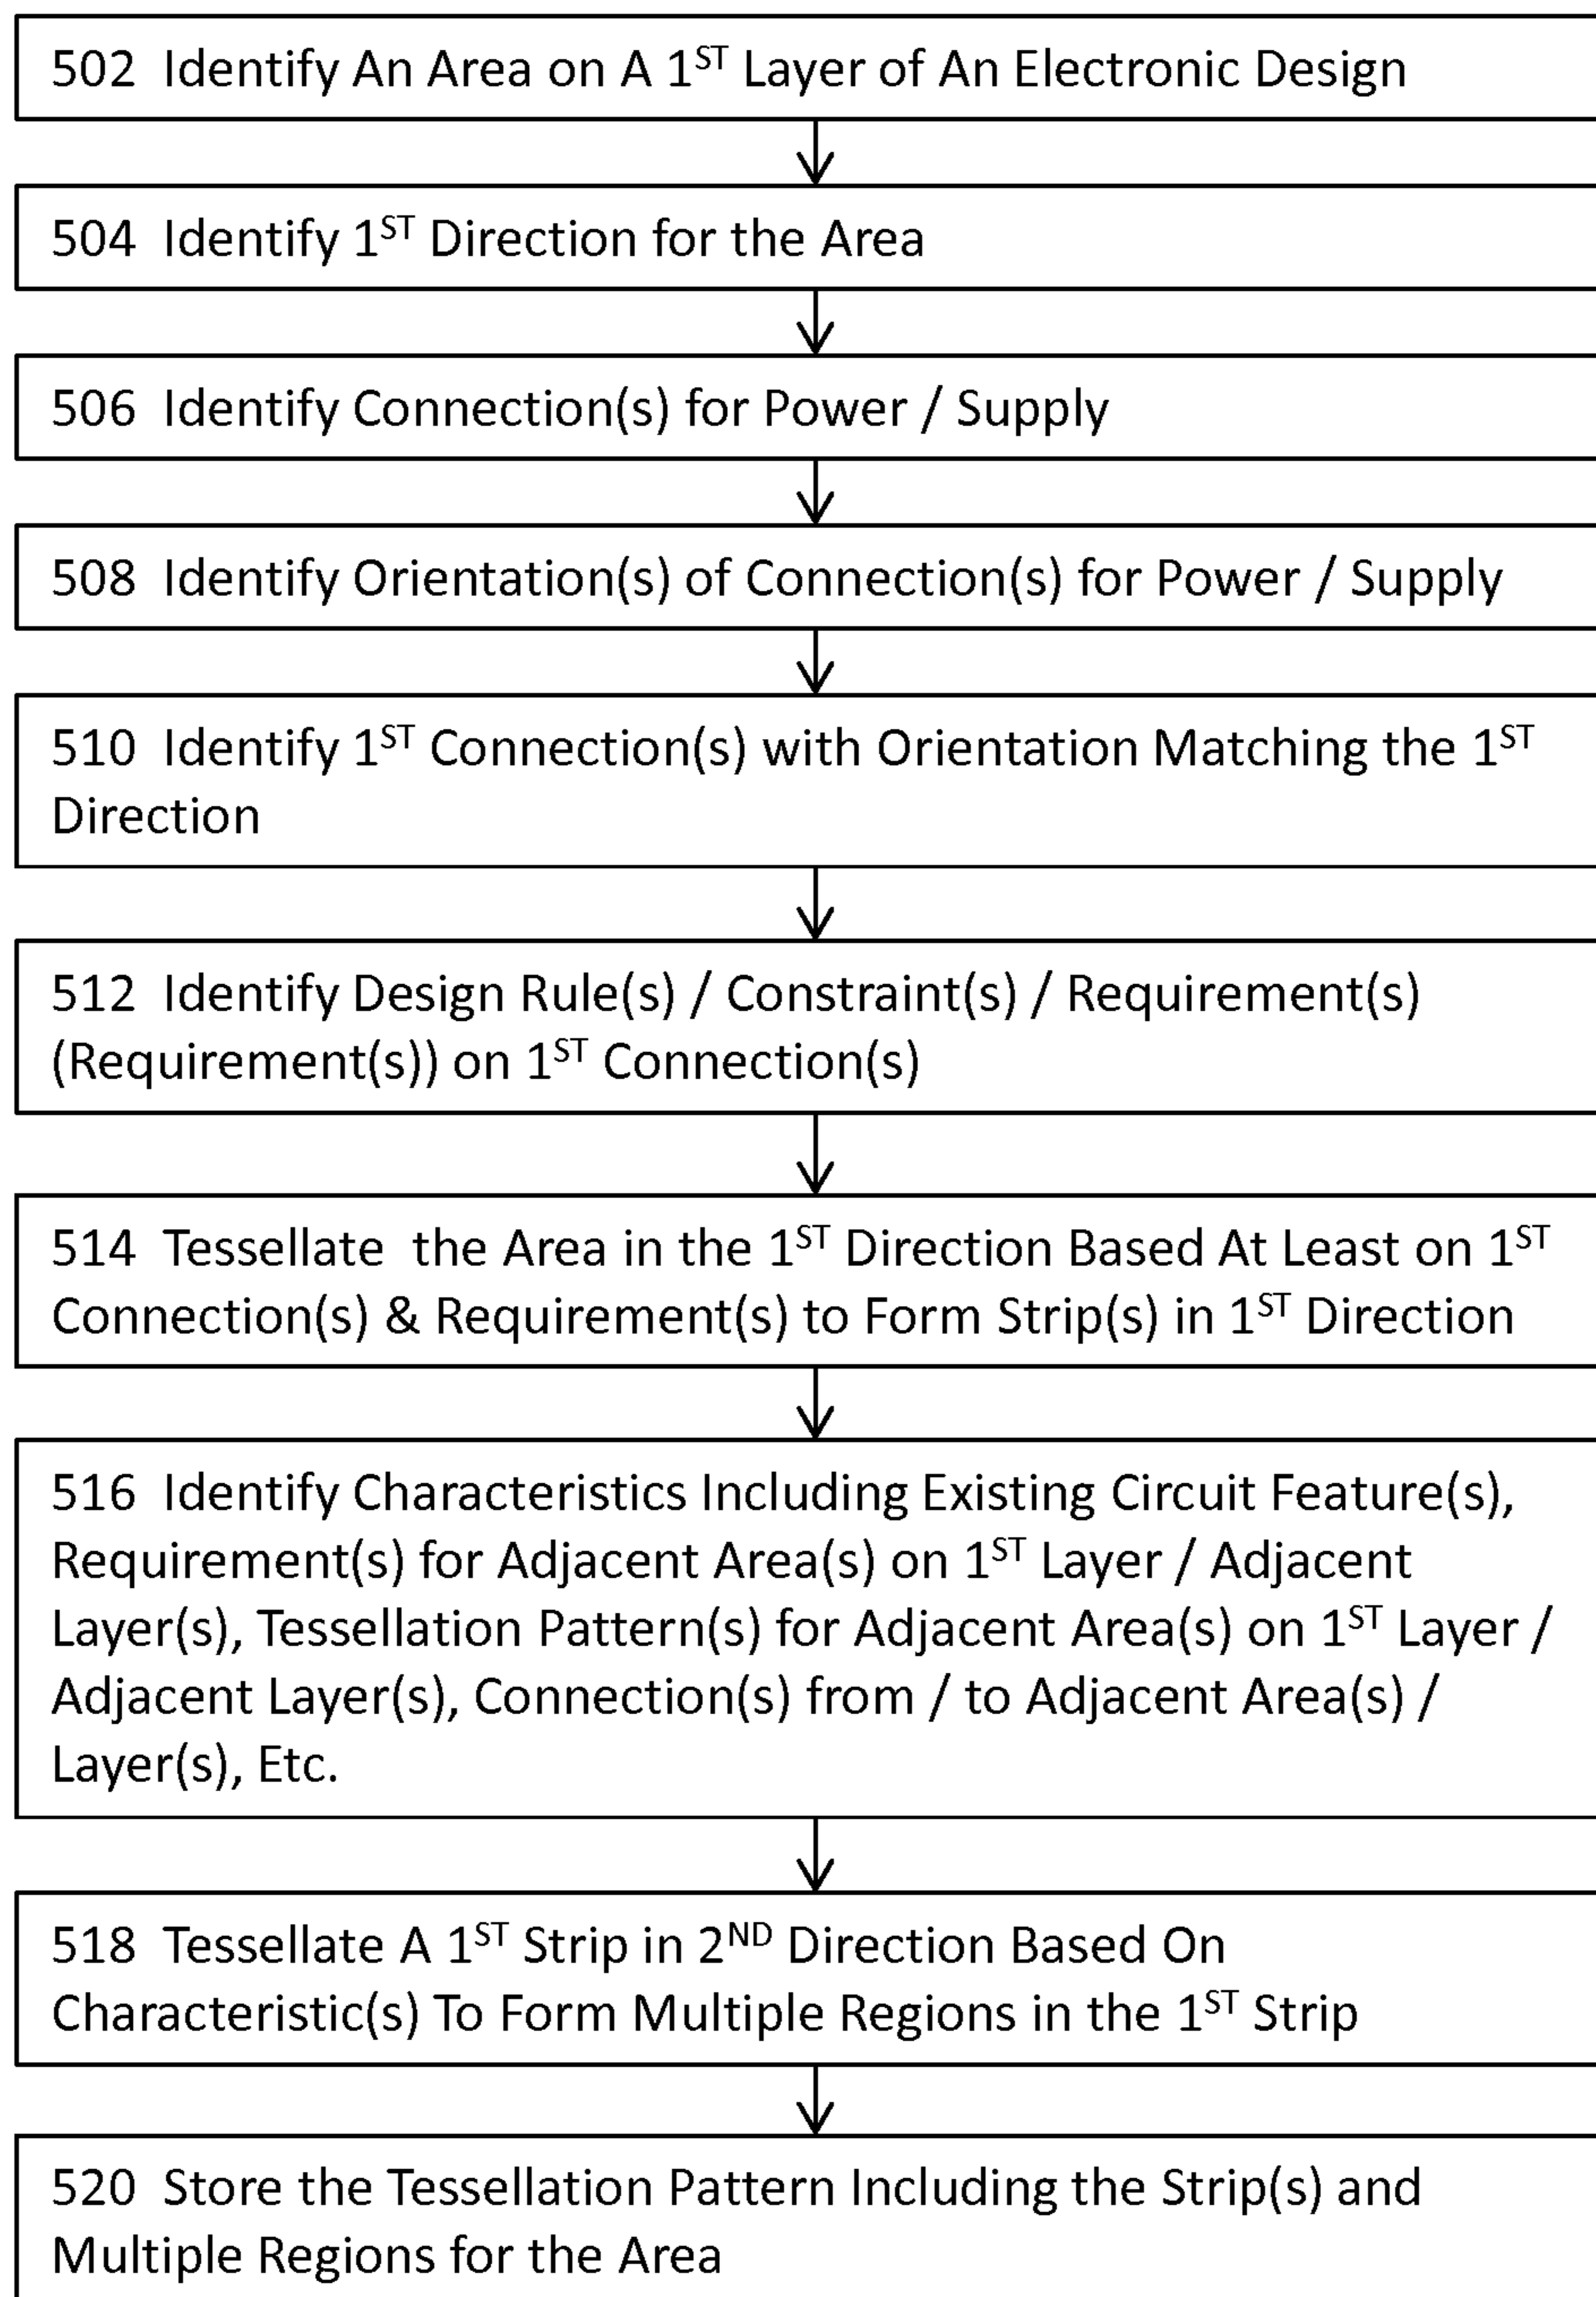 502 Identify An Area on A 1ST Layer of An Electronic Design
504 Identify 1ST Direction for the Area
506 Identify Connection(s) for Power / Supply
508 Identify Orientation(s) of Connection(s) for Power / Supply
510 Identify 1ST Connection(s) with Orientation Matching the 1ST
Direction
512 Identify Design Rule(s) / Constraint(s) / Requirement(s)
(Requirement(s)) on 1ST Connection(s)
514 Tessellate the Area in the 1ST Direction Based At Least on 1ST
Connection(s) & Requirement(s) to Form Strip(s) in 1ST Direction
516 Identify Characteristics Including Existing Circuit Feature(s),
Requirement(s) for Adjacent Area(s) on 1ST Layer / Adjacent
Layer(s), Tessellation Pattern(s) for Adjacent Area(s) on 1ST Layer /
Adjacent Layer(s), Connection(s) from / to Adjacent Area(s) /
Layer(s), Etc.
518 Tessellate A 1ST Strip in 2ND Direction Based On
Characteristic(s) To Form Multiple Regions in the 1ST Strip
520 Store the Tessellation Pattern Including the Strip(s) and
Multiple Regions for the Area